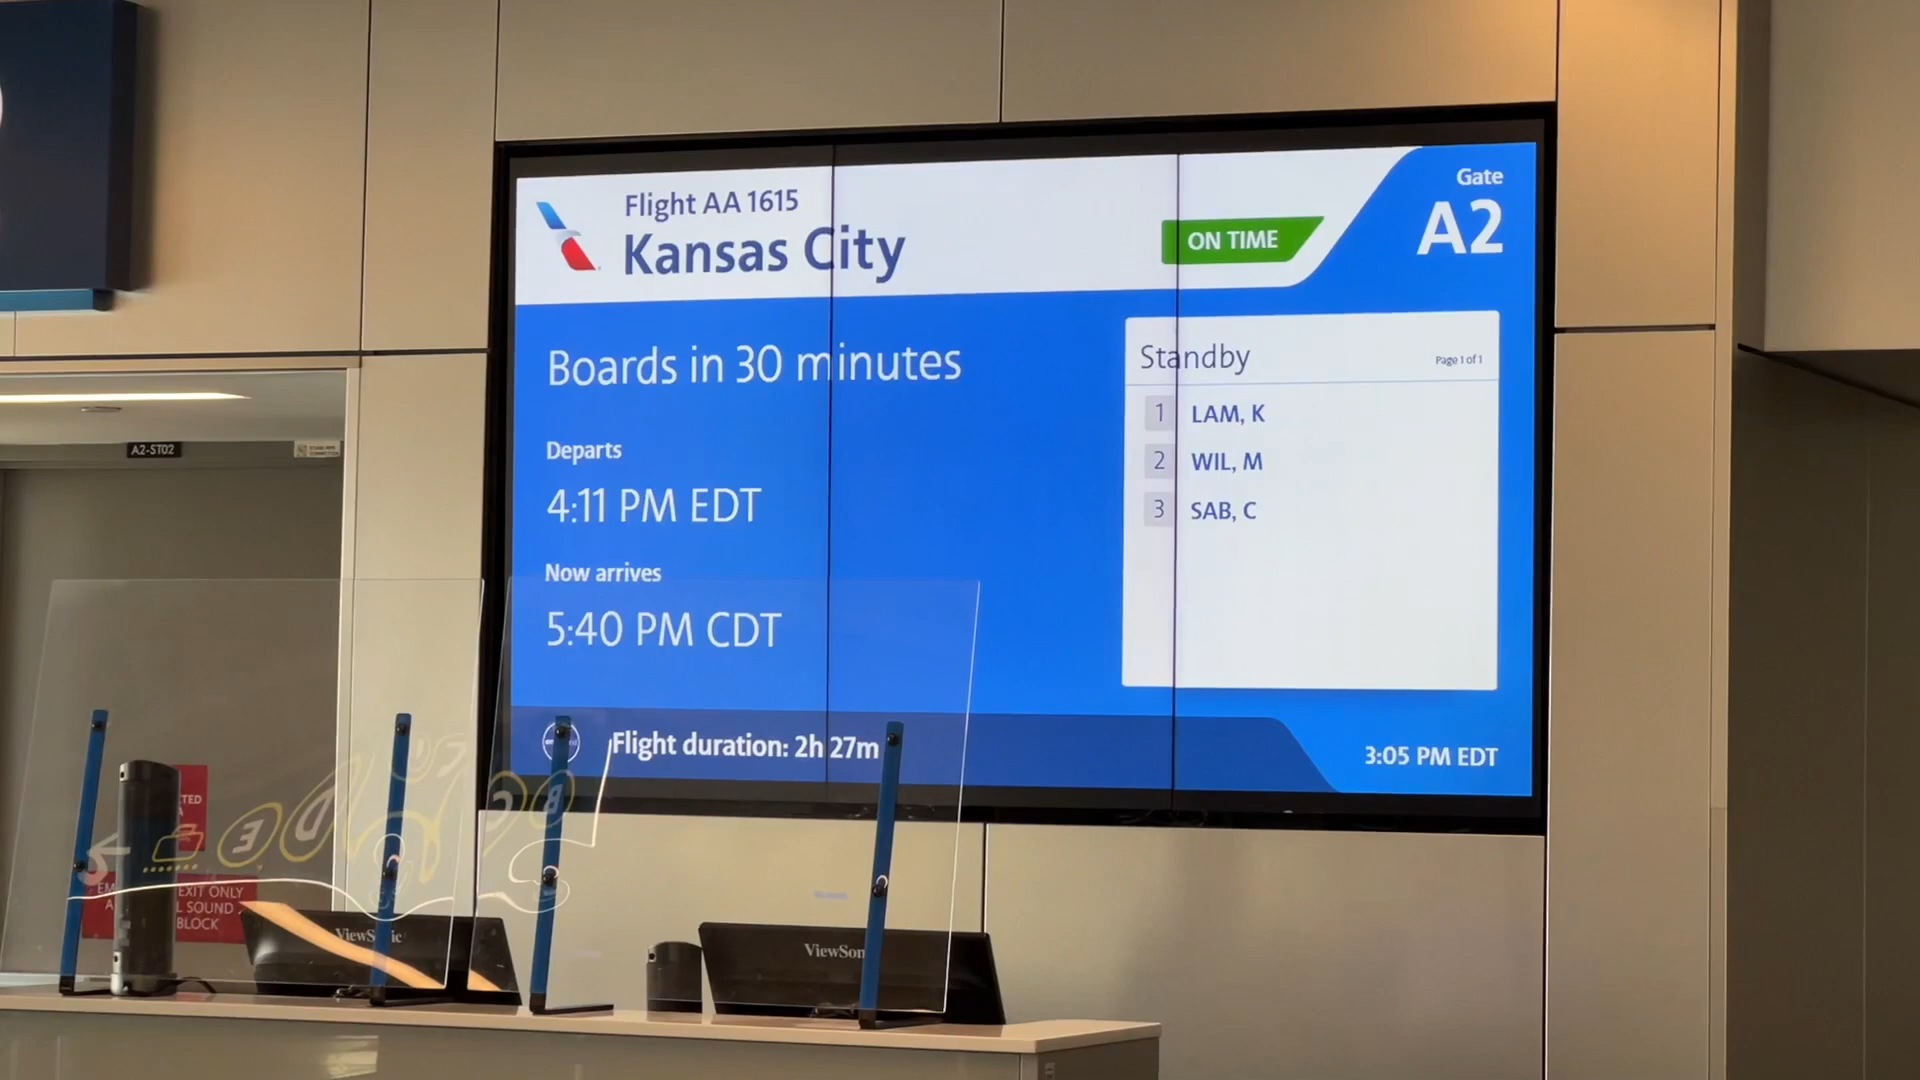 Flight AA 1615
Kansas City
ON TIME
Gate
A2
Boards in 30 minutes
Departs
4:11 PM EDT
Now arrives
5:40 PM CDT
Standby
Page 1 of 1
1 LAM, K
2 WIL, M
3 SAB, C
Flight duration: 2h 27m
3:05 PM EDT
A2-ST02
EXIT ONLY
SOUND
BLOCK
ViewSonic
ViewSon